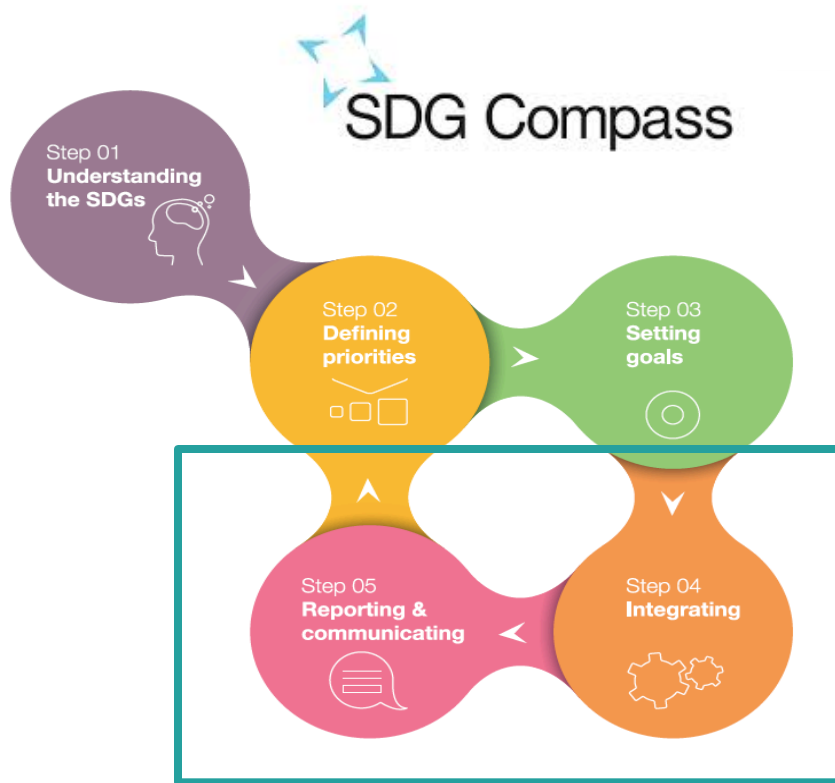 SDG Compass
Step 01
Understanding
the SDGs
Step 02
Defining
priorities
Step 03
Setting
goals
Step 05
Reporting &
communicating
Step 04
Integrating